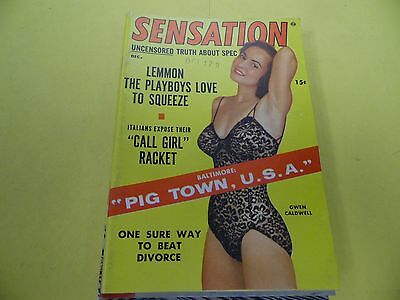 SENSATION
UNCENSORED TRUTH ABOUT SPEC
DEC.
LEMMON
THE PLAYBOYS LOVE
TO SQUEEZE
15¢
ITALIANS EXPOSE THEIR
"CALL GIRL"
RACKET
BALTIMORE:
"PIG TOWN, U.S.A."
GWEN
CALDWELL
ONE SURE WAY
TO BEAT
DIVORCE